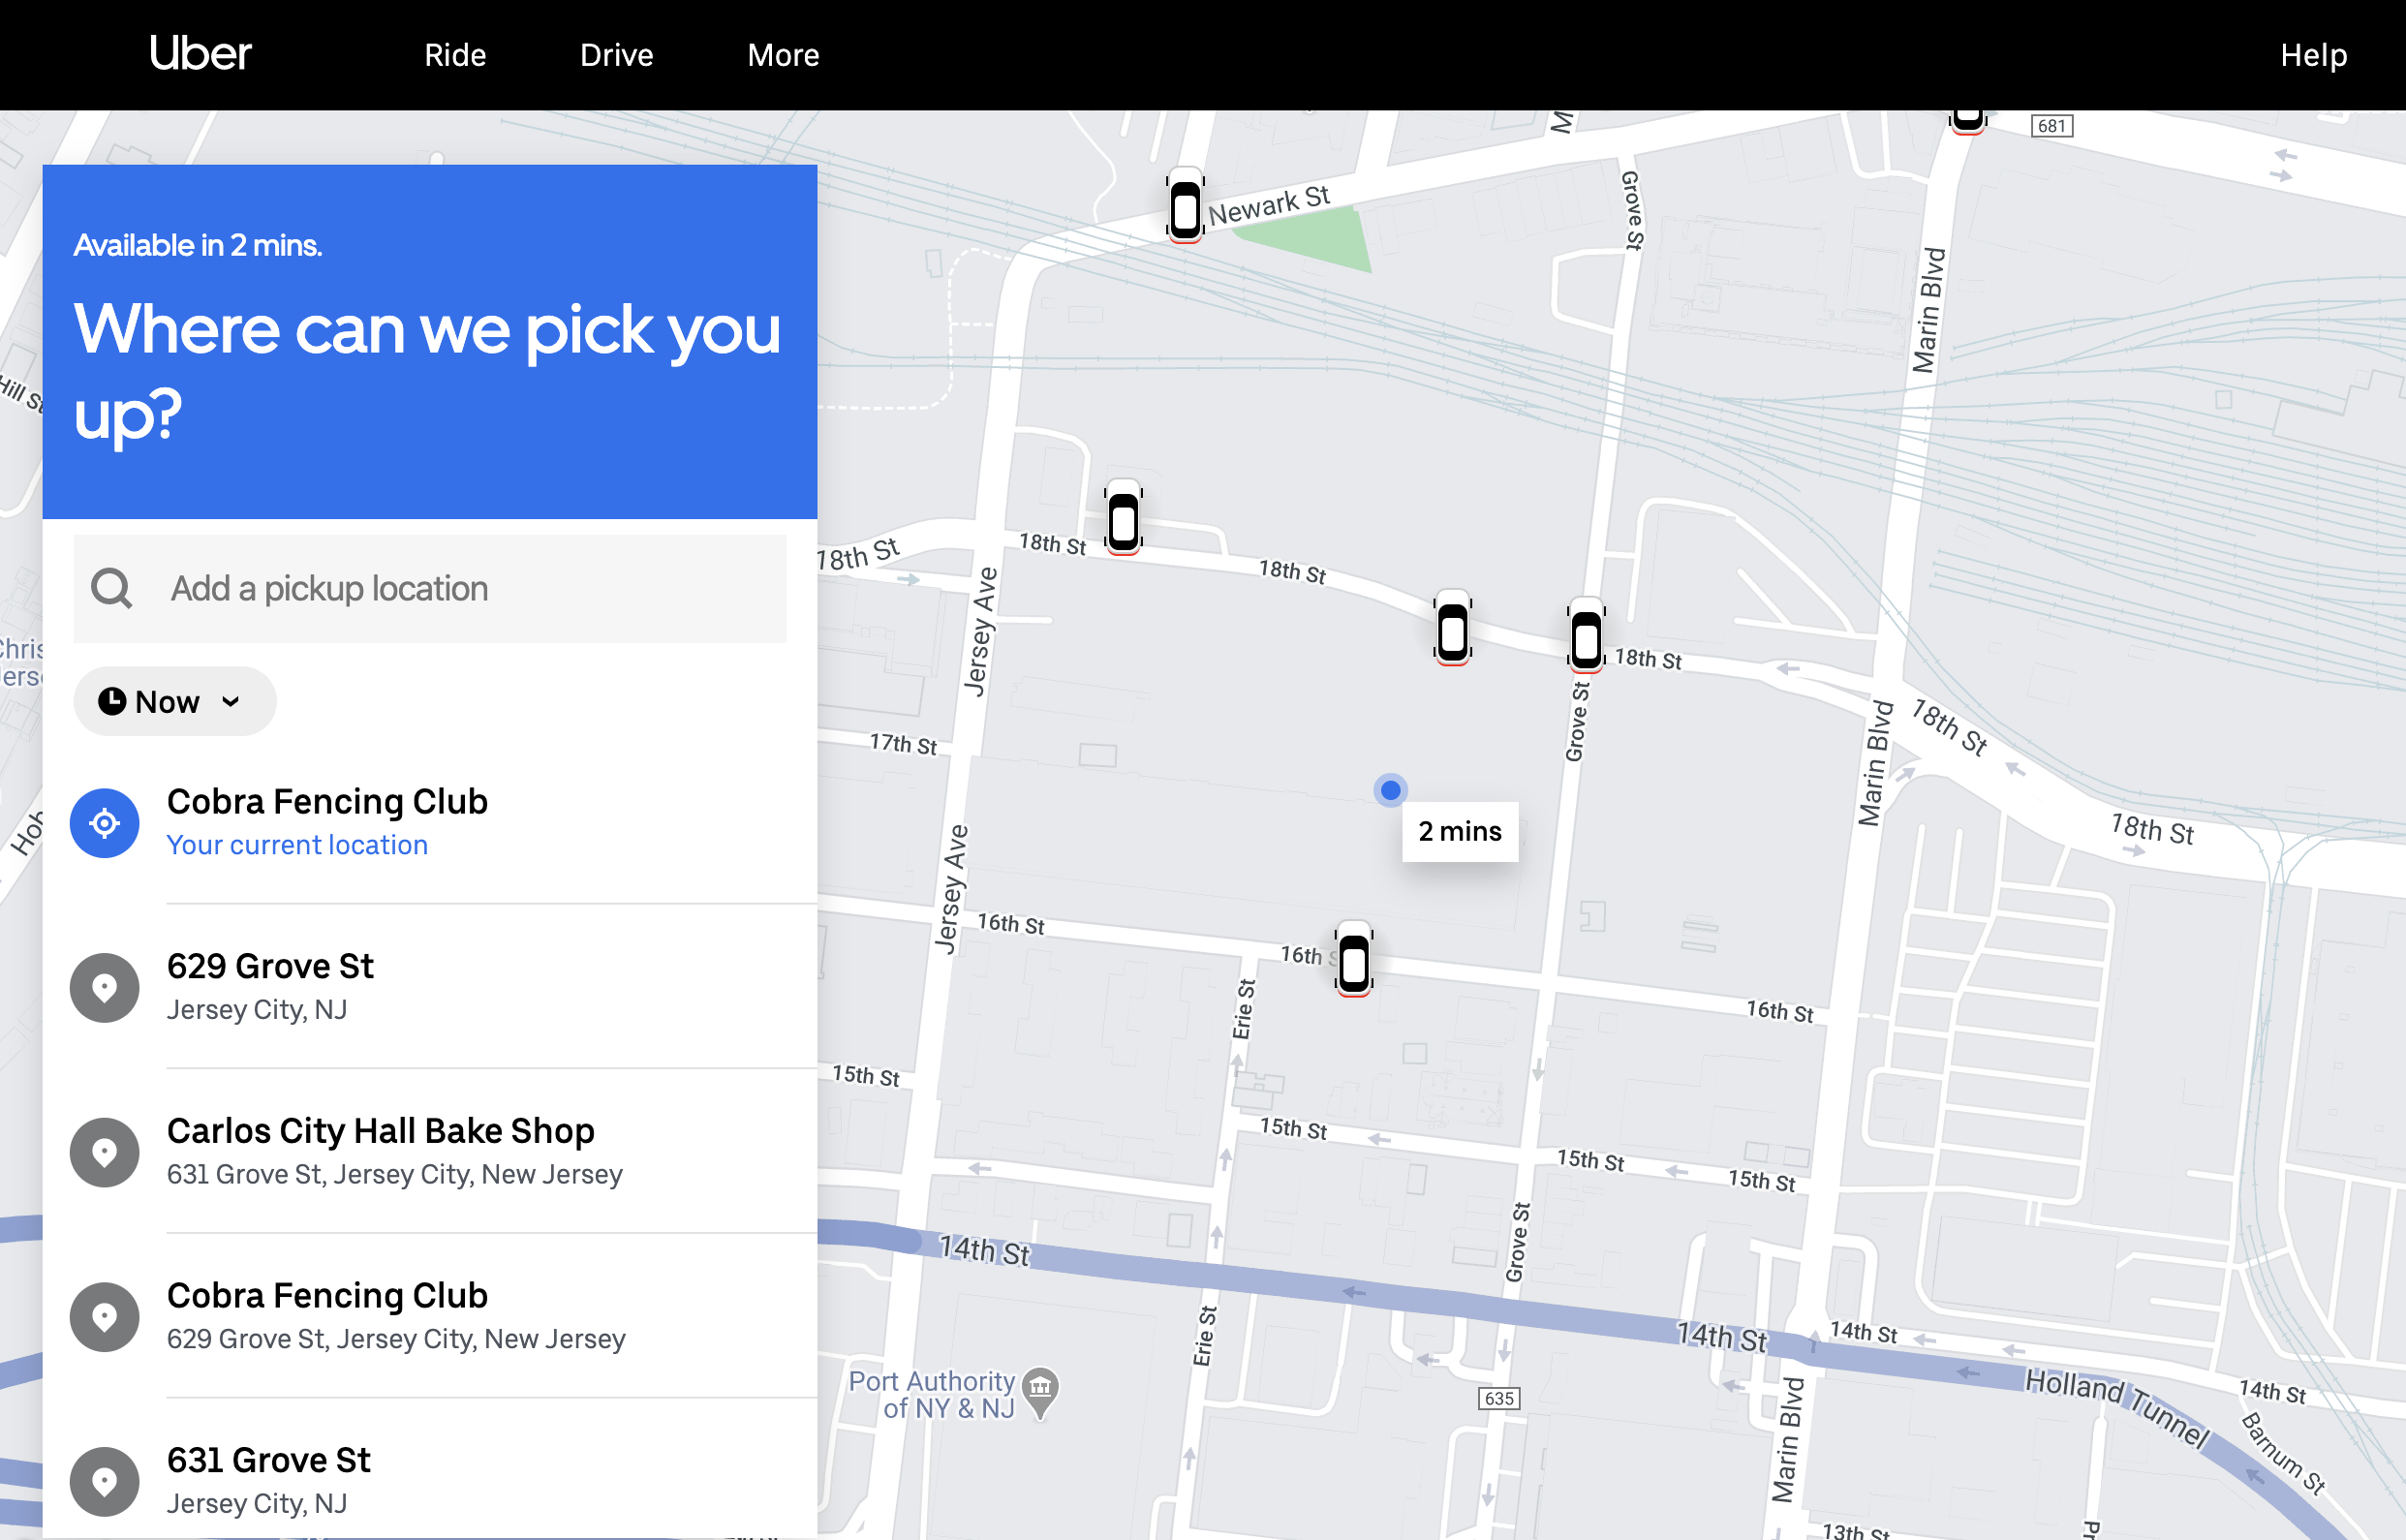 Uber
Ride
Drive
More
Help
Available in 2 mins.
Where can we pick you
up?
Add a pickup location
Now
Cobra Fencing Club
Your current location
629 Grove St
Jersey City, NJ
Carlos City Hall Bake Shop
631 Grove St, Jersey City, New Jersey
Cobra Fencing Club
629 Grove St, Jersey City, New Jersey
631 Grove St
Jersey City, NJ
681
Newark St
Grove St
Marin Blvd
Hill St
18th St
18th St
18th St
18th St
Jersey Ave
Grove St
Marin Blvd
18th St
17th St
2 mins
18th St
Jersey Ave
16th St
16th
16th St
Erie St
15th St
15th St
15th St
15th St
Grove St
14th St
14th St
14th St
Erie St
Port Authority
of NY & NJ
635
Marin Blvd
Holland Tunnel
14th St
Barnum St
13th St